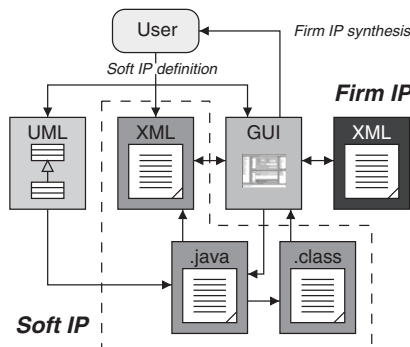 User
Firm IP synthesis
Soft IP definition
Firm IP
UML
XML
GUI
XML
.java
.class
Soft IP